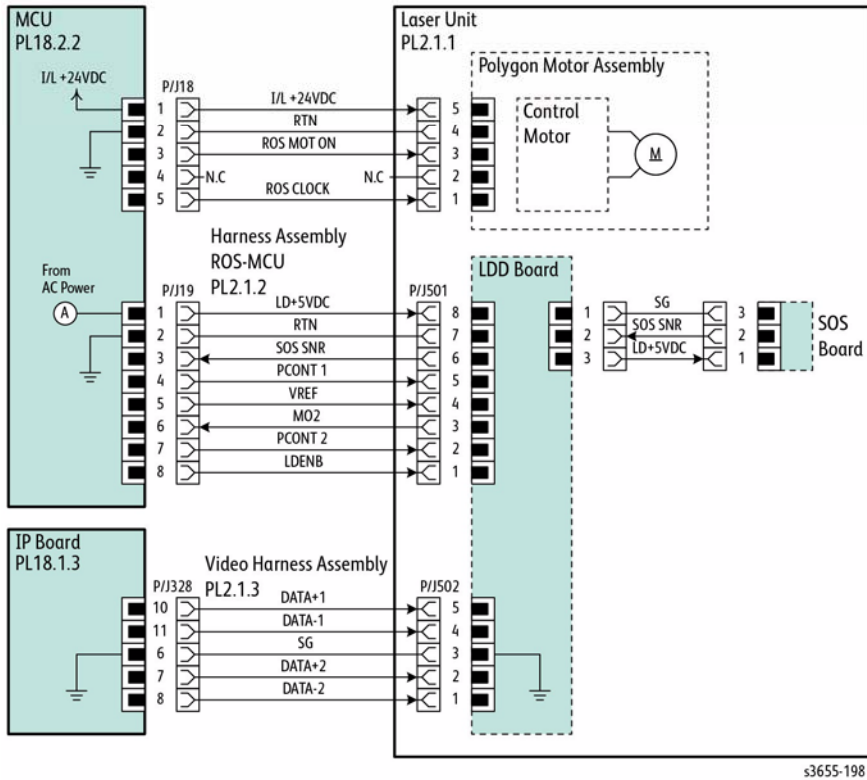 MCU
PL18.2.2
I/L +24VDC
P/J18
1
2
3
4
5
I/L +24VDC
RTN
ROS MOT ON
N.C
N.C
ROS CLOCK
Laser Unit
PL2.1.1
5
4
3
2
1
Polygon Motor Assembly
Control
Motor
M
Harness Assembly
ROS-MCU
PL2.1.2
From
AC Power
A
P/J19
1
2
3
4
5
6
7
8
LD+5VDC
RTN
SOS SNR
PCONT 1
VREF
MO2
PCONT 2
LDENB
P/J501
8
7
6
5
4
3
2
1
LDD Board
1
2
3
SG
SOS SNR
LD+5VDC
3
2
1
SOS
Board
IP Board
PL18.1.3
Video Harness Assembly
PL2.1.3
P/J328
10
11
6
7
8
DATA+1
DATA-1
SG
DATA+2
DATA-2
P/J502
5
4
3
2
1
s3655-198